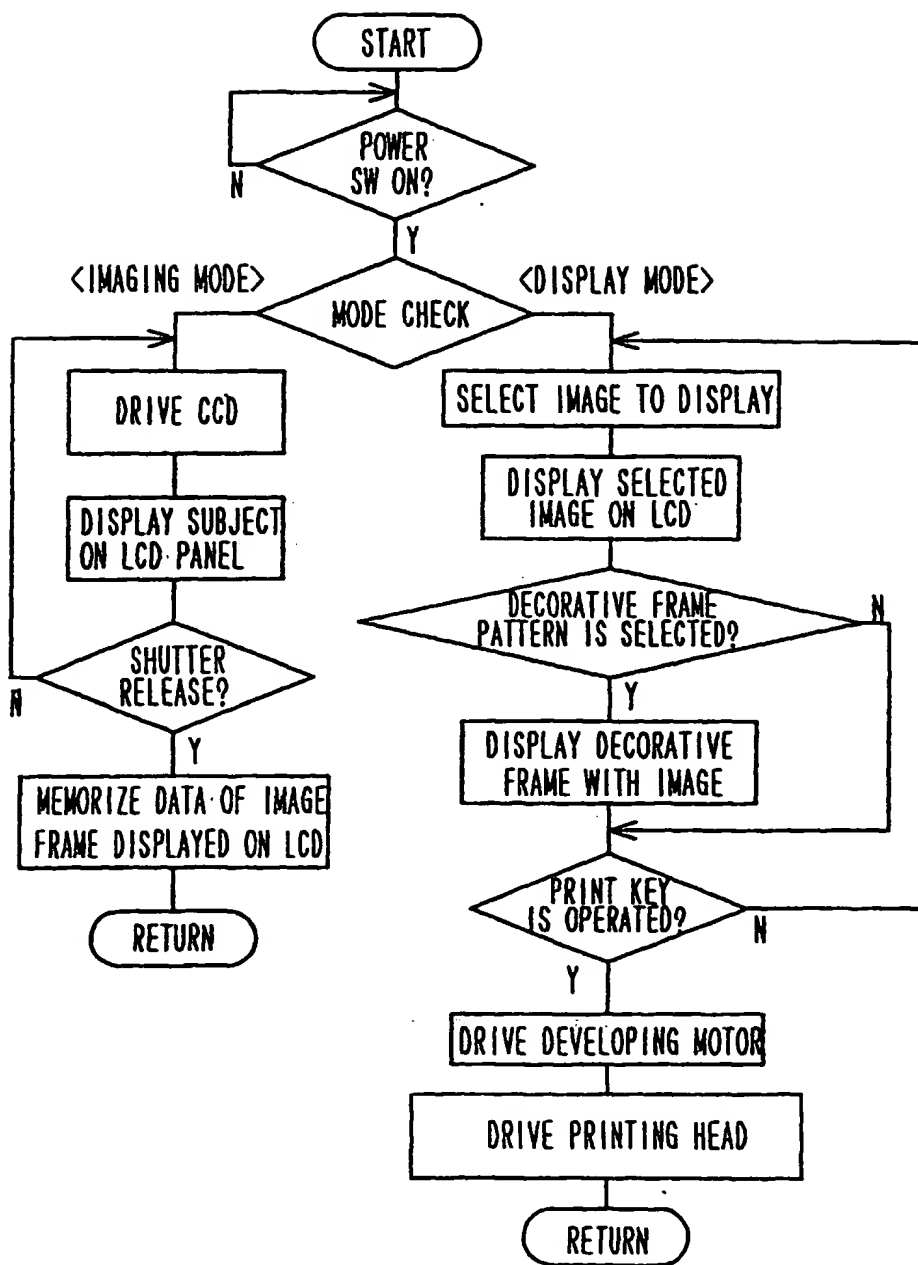 START
POWER
SW ON?
N
Y
<IMAGING MODE>
<DISPLAY MODE>
MODE CHECK
DRIVE CCD
DISPLAY SUBJECT
ON LCD PANEL
SHUTTER
RELEASE?
N
Y
MEMORIZE DATA OF IMAGE
FRAME DISPLAYED ON LCD
RETURN
SELECT IMAGE TO DISPLAY
DISPLAY SELECTED
IMAGE ON LCD
DECORATIVE FRAME
PATTERN IS SELECTED?
N
Y
DISPLAY DECORATIVE
FRAME WITH IMAGE
PRINT KEY
IS OPERATED?
N
Y
DRIVE DEVELOPING MOTOR
DRIVE PRINTING HEAD
RETURN